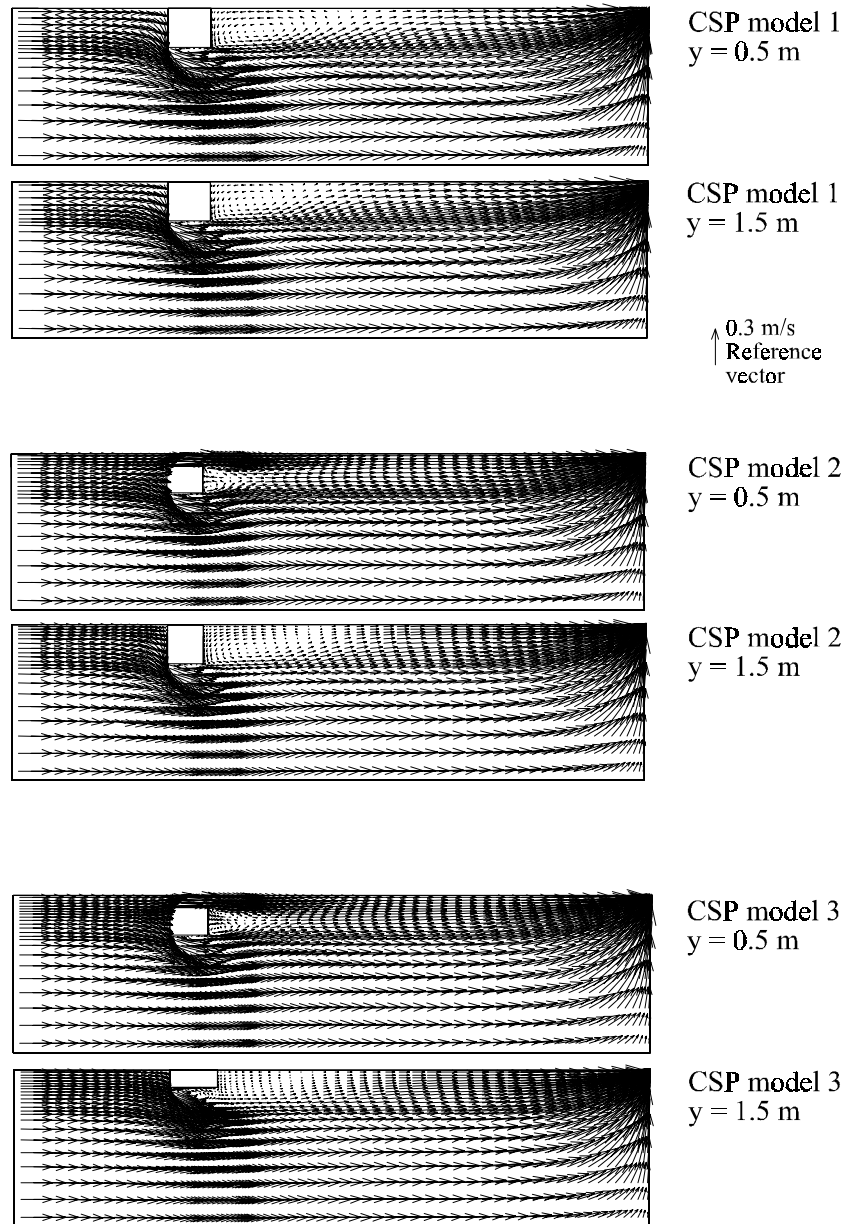 CSP model 1
y = 0.5 m
CSP model 1
y = 1.5 m
0.3 m/s
Reference
vector
CSP model 2
y = 0.5 m
CSP model 2
y = 1.5 m
CSP model 3
y = 0.5 m
CSP model 3
y = 1.5 m